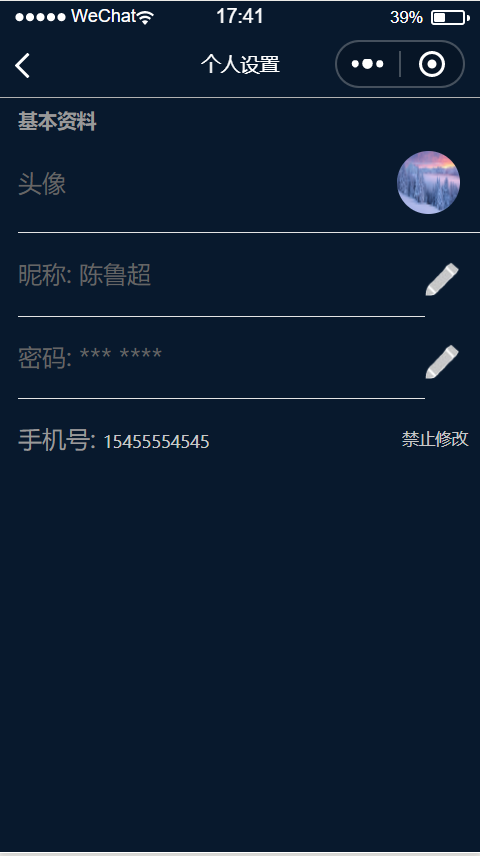 WeChat 17:41 39%
个人设置
基本资料
头像
昵称: 陈鲁超
密码: *** ****
手机号: 15455554545 禁止修改